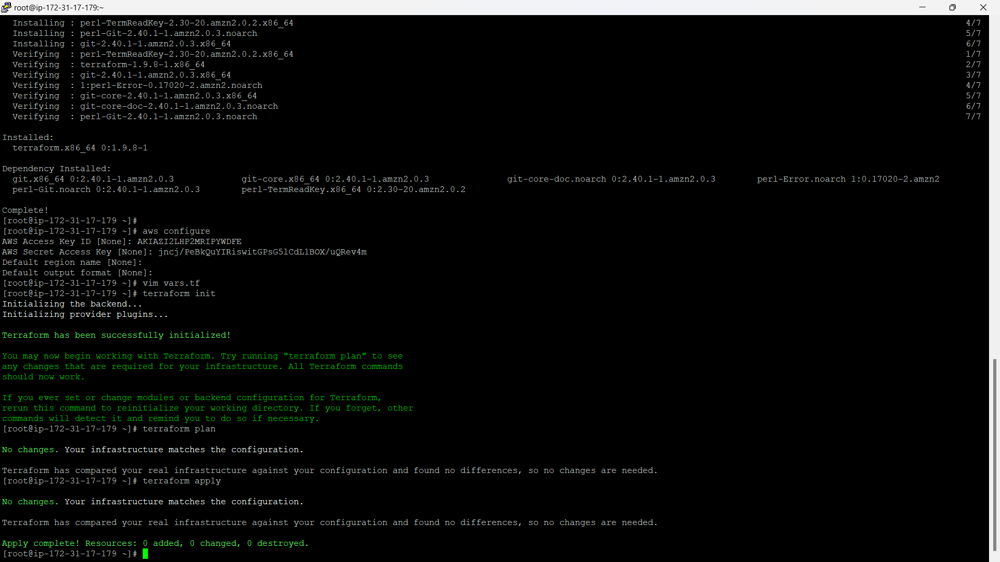 root@ip-172-31-17-179:~
Installing : perl-TermReadKey-2.30-20.amzn2.0.2.x86_64 4/7
Installing : perl-Git-2.40.1-1.amzn2.0.3.noarch 5/7
Installing : git-2.40.1-1.amzn2.0.3.x86_64 6/7
Verifying : perl-TermReadKey-2.30-20.amzn2.0.2.x86_64 1/7
Verifying : terraform-1.9.8-1.x86_64 2/7
Verifying : git-2.40.1-1.amzn2.0.3.x86_64 3/7
Verifying : 1:perl-Error-0.17020-2.amzn2.noarch 4/7
Verifying : git-core-2.40.1-1.amzn2.0.3.x86_64 5/7
Verifying : git-core-doc-2.40.1-1.amzn2.0.3.noarch 6/7
Verifying : perl-Git-2.40.1-1.amzn2.0.3.noarch 7/7
Installed:
terraform.x86_64 0:1.9.8-1
Dependency Installed:
git.x86_64 0:2.40.1-1.amzn2.0.3 git-core.x86_64 0:2.40.1-1.amzn2.0.3 git-core-doc.noarch 0:2.40.1-1.amzn2.0.3 perl-Error.noarch 1:0.17020-2.amzn2
perl-Git.noarch 0:2.40.1-1.amzn2.0.3 perl-TermReadKey.x86_64 0:2.30-20.amzn2.0.2
Complete!
[root@ip-172-31-17-179 ~]#
[root@ip-172-31-17-179 ~]# aws configure
AWS Access Key ID [None]: AKIAZI2LHP2MRIPYWDFE
AWS Secret Access Key [None]: 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
Default region name [None]:
Default output format [None]:
[root@ip-172-31-17-179 ~]# vim vars.tf
[root@ip-172-31-17-179 ~]# terraform init
Initializing the backend...
Initializing provider plugins...
Terraform has been successfully initialized!
You may now begin working with Terraform. Try running "terraform plan" to see
any changes that are required for your infrastructure. All Terraform commands
should now work.
If you ever set or change modules or backend configuration for Terraform,
rerun this command to reinitialize your working directory. If you forget, other
commands will detect it and remind you to do so if necessary.
[root@ip-172-31-17-179 ~]# terraform plan
No changes. Your infrastructure matches the configuration.
Terraform has compared your real infrastructure against your configuration and found no differences, so no changes are needed.
[root@ip-172-31-17-179 ~]# terraform apply
No changes. Your infrastructure matches the configuration.
Terraform has compared your real infrastructure against your configuration and found no differences, so no changes are needed.
Apply complete! Resources: 0 added, 0 changed, 0 destroyed.
[root@ip-172-31-17-179 ~]#